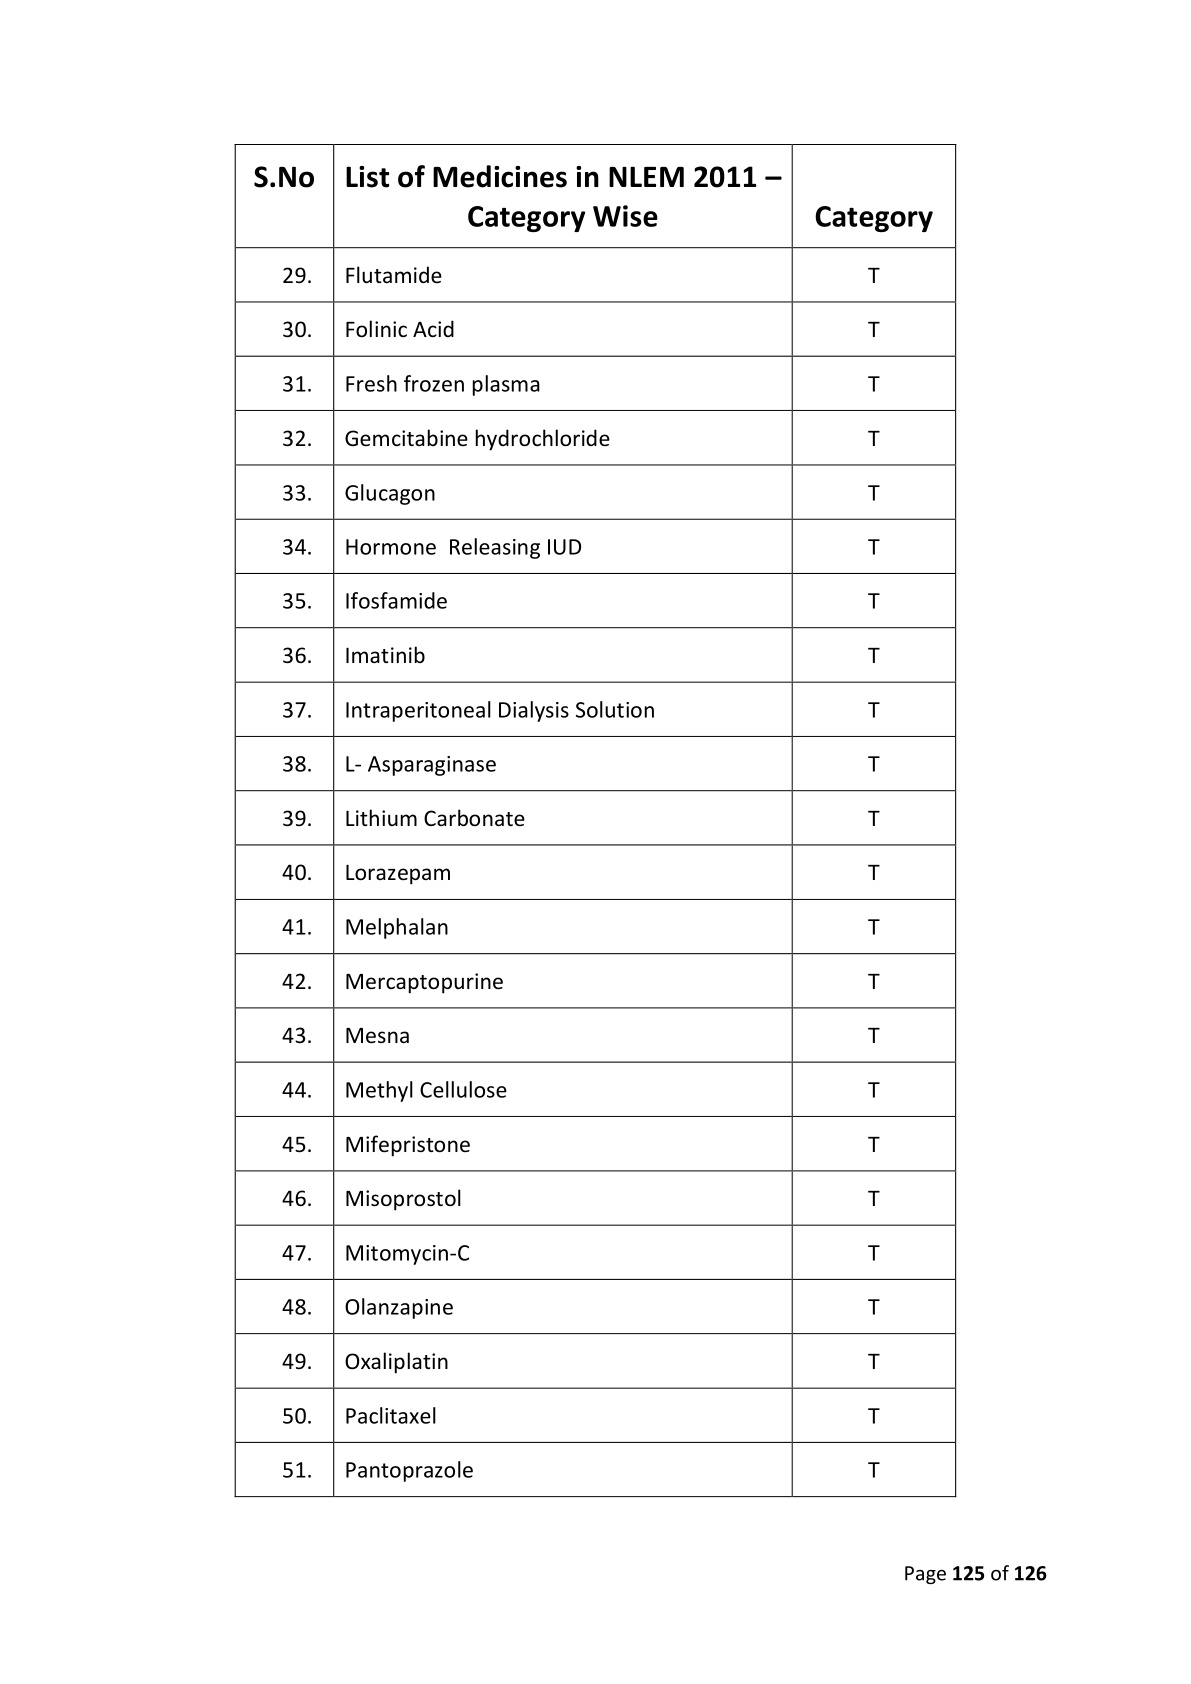 S.No List of Medicines in NLEM 2011 –
Category Wise Category
29. Flutamide T
30. Folinic Acid T
31. Fresh frozen plasma T
32. Gemcitabine hydrochloride T
33. Glucagon T
34. Hormone  Releasing IUD T
35. Ifosfamide T
36. Imatinib T
37. Intraperitoneal Dialysis Solution T
38. L- Asparaginase T
39. Lithium Carbonate T
40. Lorazepam T
41. Melphalan T
42. Mercaptopurine T
43. Mesna T
44. Methyl Cellulose T
45. Mifepristone T
46. Misoprostol T
47. Mitomycin-C T
48. Olanzapine T
49. Oxaliplatin T
50. Paclitaxel T
51. Pantoprazole T
Page 125 of 126